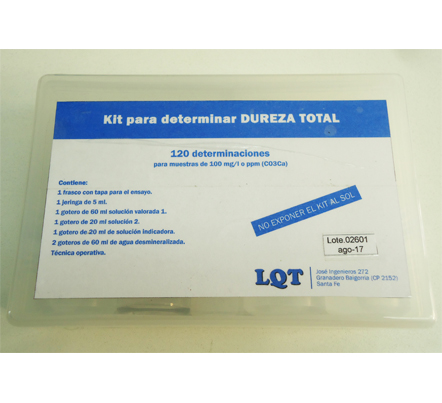 Kit para determinar DUREZA TOTAL
120 determinaciones
para muestras de 100 mg/l o ppm (CO3Ca)
Contiene:
1 frasco con tapa para el ensayo.
1 jeringa de 5 ml.
1 gotero de 60 ml solución valorada 1.
1 gotero de 20 ml solución 2.
1 gotero de 20 ml de solución indicadora.
2 goteros de 60 ml de agua desmineralizada.
Técnica operativa.
NO EXPONER EL KIT AL SOL
Lote.02601
ago-17
LQT
José Ingenieros 272
Granadero Baigorria (CP 2152)
Santa Fe